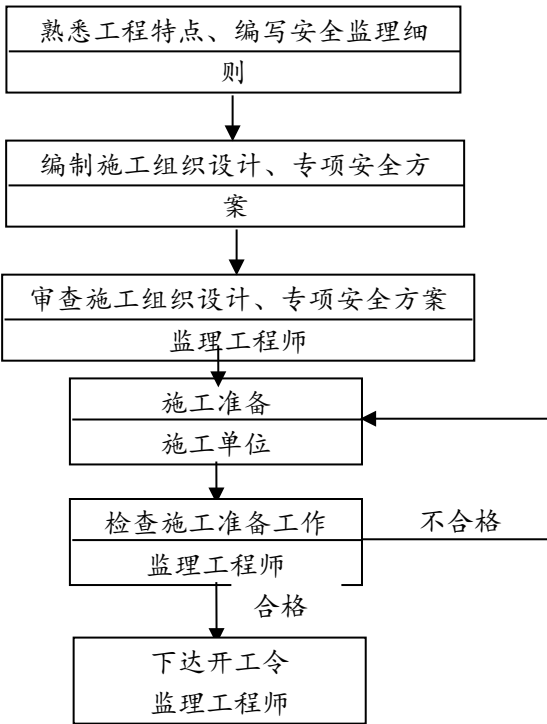 熟悉工程特点、编写安全监理细
则
编制施工组织设计、专项安全方
案
审查施工组织设计、专项安全方案
监理工程师
施工准备
施工单位
检查施工准备工作
不合格
监理工程师
合格
下达开工令
监理工程师